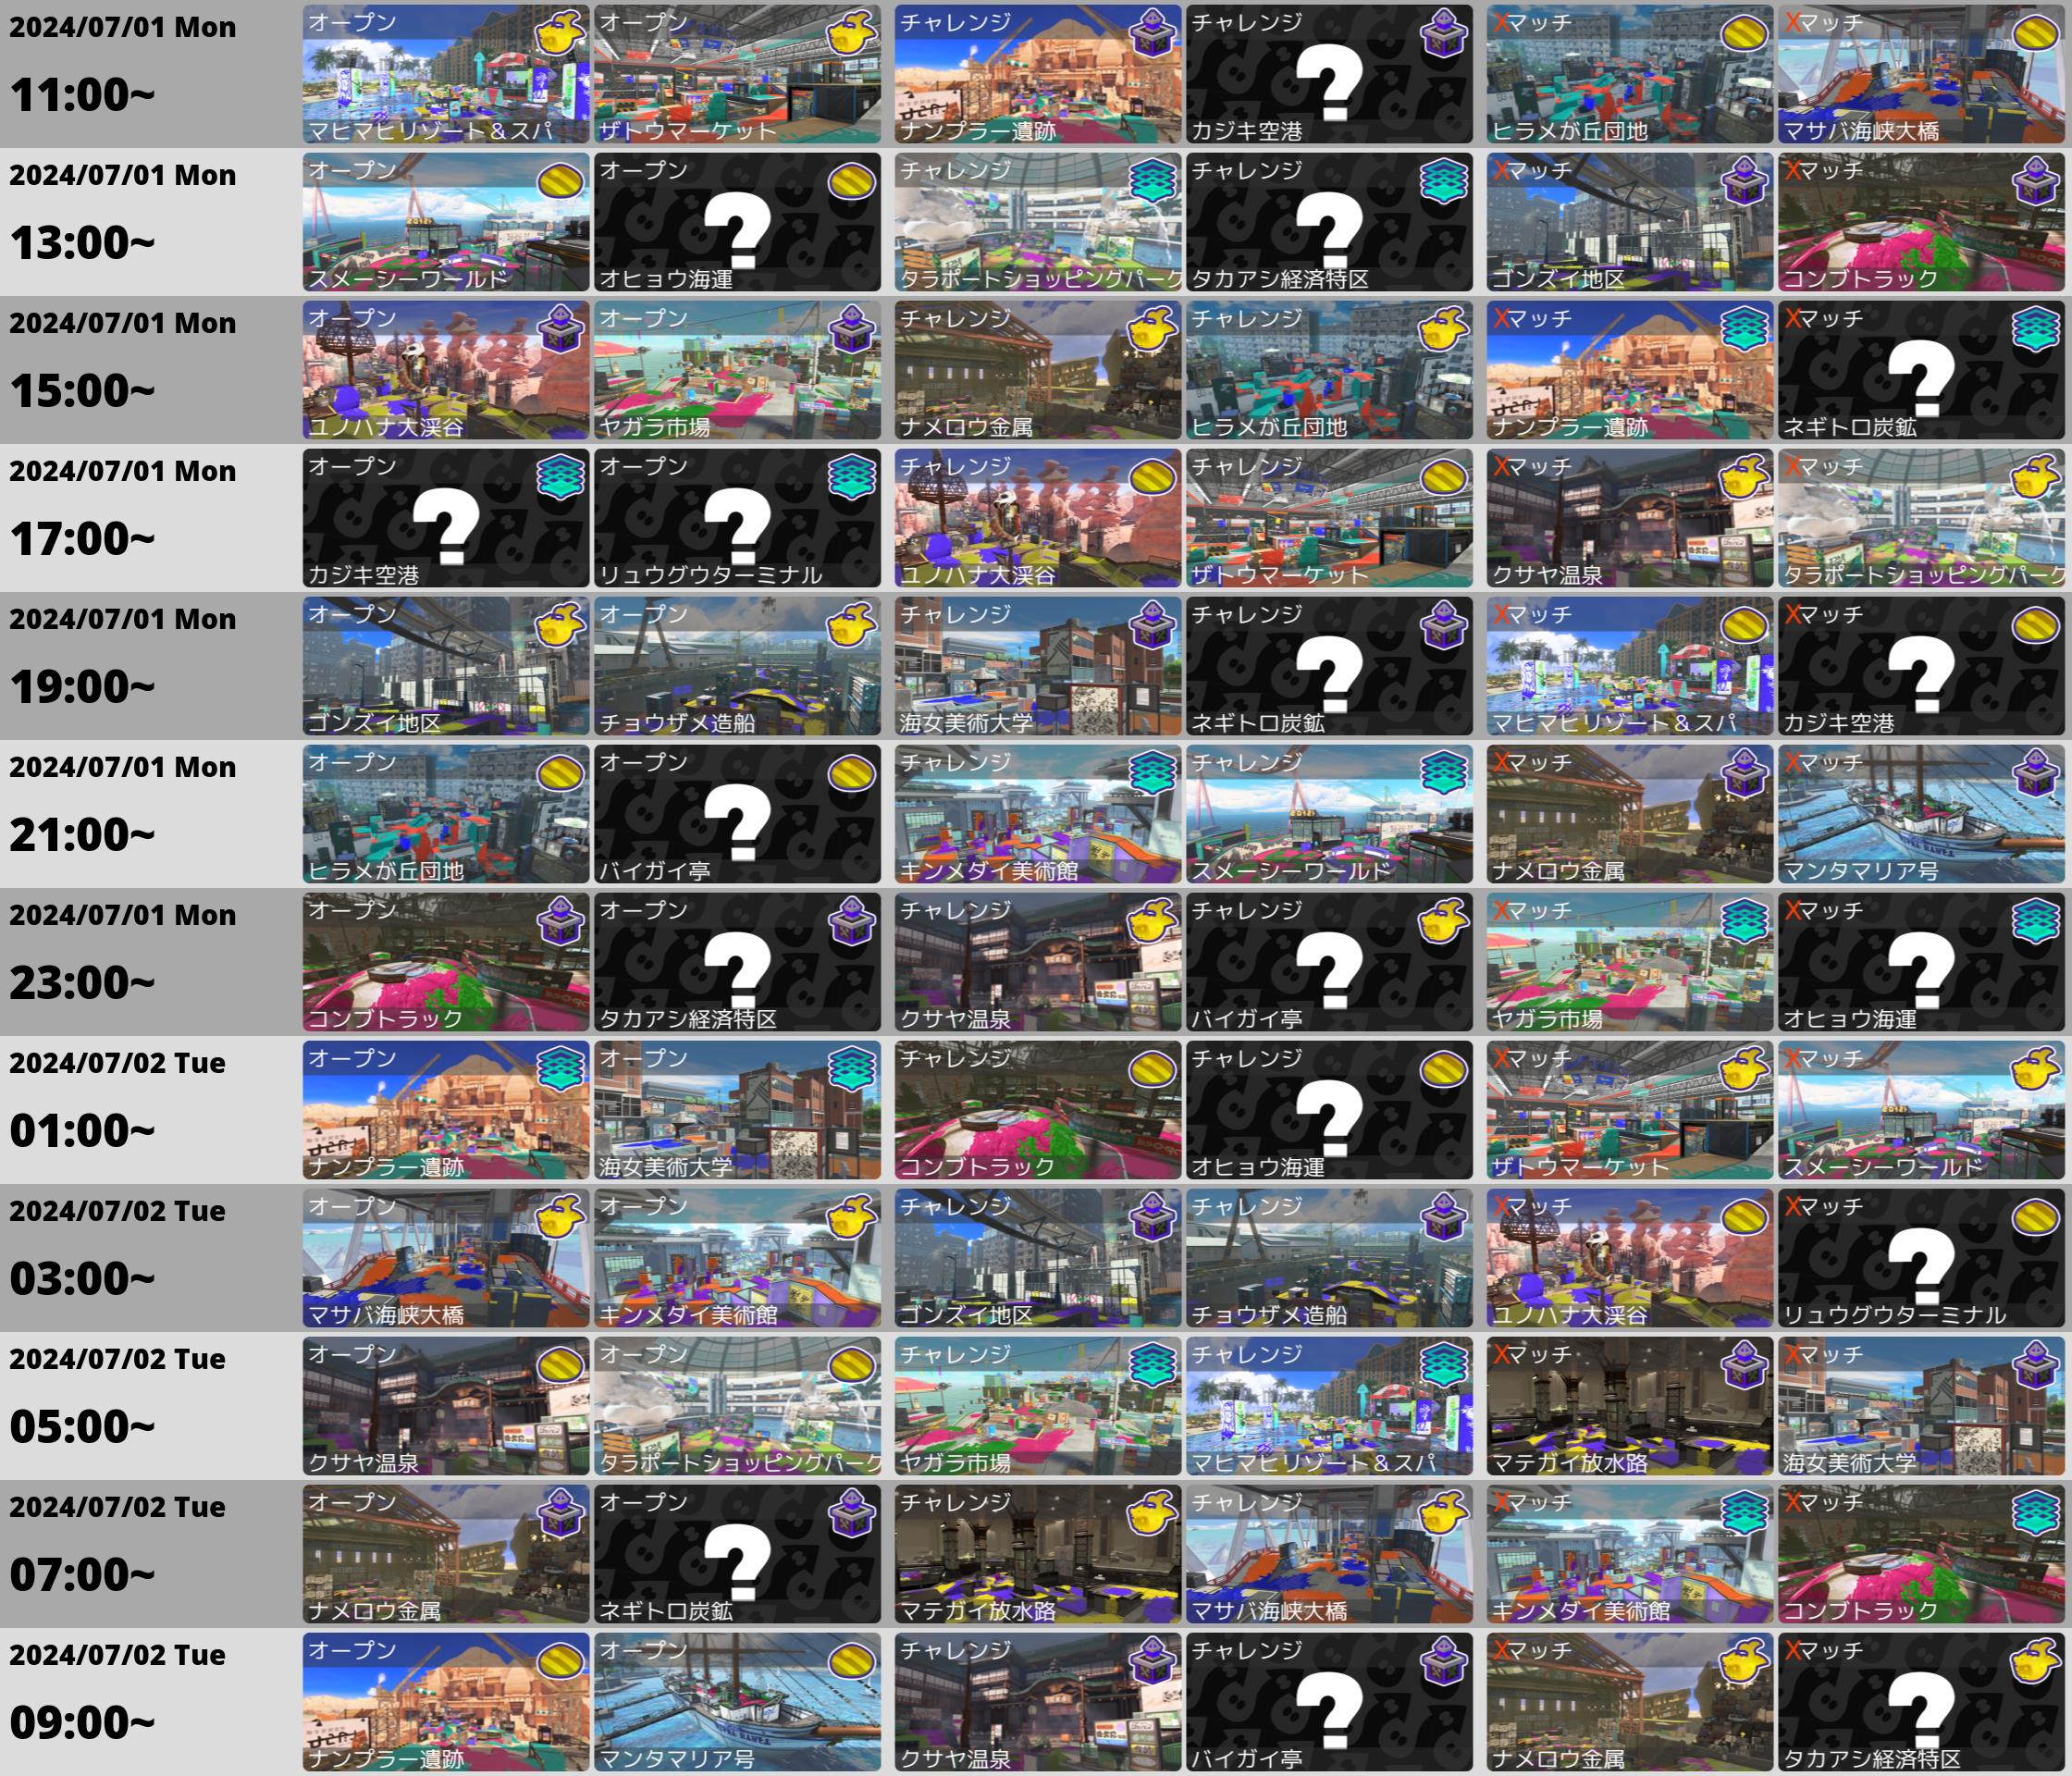 2024/07/01 Mon
11:00~
オープン オープン チャレンジ チャレンジ Xマッチ Xマッチ
マヒマヒリゾート＆スパ ザトウマーケット ナンプラー遺跡 カジキ空港 ヒラメが丘団地 マサバ海峡大橋
2024/07/01 Mon
13:00~
オープン オープン チャレンジ チャレンジ Xマッチ Xマッチ
スメーシーワールド オヒョウ海運 タラポートショッピングパーク タカアシ経済特区 ゴンズイ地区 コンブトラック
2024/07/01 Mon
15:00~
オープン オープン チャレンジ チャレンジ Xマッチ Xマッチ
ユノハナ大渓谷 ヤガラ市場 ナメロウ金属 ヒラメが丘団地 ナンプラー遺跡 ネギトロ炭鉱
2024/07/01 Mon
17:00~
オープン オープン チャレンジ チャレンジ Xマッチ Xマッチ
カジキ空港 リュウグウターミナル ユノハナ大渓谷 ザトウマーケット クサヤ温泉 タラポートショッピングパーク
2024/07/01 Mon
19:00~
オープン オープン チャレンジ チャレンジ Xマッチ Xマッチ
ゴンズイ地区 チョウザメ造船 海女美術大学 ネギトロ炭鉱 マヒマヒリゾート＆スパ カジキ空港
2024/07/01 Mon
21:00~
オープン オープン チャレンジ チャレンジ Xマッチ Xマッチ
ヒラメが丘団地 バイガイ亭 キンメダイ美術館 スメーシーワールド ナメロウ金属 マンタマリア号
2024/07/01 Mon
23:00~
オープン オープン チャレンジ チャレンジ Xマッチ Xマッチ
コンブトラック タカアシ経済特区 クサヤ温泉 バイガイ亭 ヤガラ市場 オヒョウ海運
2024/07/02 Tue
01:00~
オープン オープン チャレンジ チャレンジ Xマッチ Xマッチ
ナンプラー遺跡 海女美術大学 コンブトラック オヒョウ海運 ザトウマーケット スメーシーワールド
2024/07/02 Tue
03:00~
オープン オープン チャレンジ チャレンジ Xマッチ Xマッチ
マサバ海峡大橋 キンメダイ美術館 ゴンズイ地区 チョウザメ造船 ユノハナ大渓谷 リュウグウターミナル
2024/07/02 Tue
05:00~
オープン オープン チャレンジ チャレンジ Xマッチ Xマッチ
クサヤ温泉 タラポートショッピングパーク ヤガラ市場 マヒマヒリゾート＆スパ マテガイ放水路 海女美術大学
2024/07/02 Tue
07:00~
オープン オープン チャレンジ チャレンジ Xマッチ Xマッチ
ナメロウ金属 ネギトロ炭鉱 マテガイ放水路 マサバ海峡大橋 キンメダイ美術館 コンブトラック
2024/07/02 Tue
09:00~
オープン オープン チャレンジ チャレンジ Xマッチ Xマッチ
ナンプラー遺跡 マンタマリア号 クサヤ温泉 バイガイ亭 ナメロウ金属 タカアシ経済特区